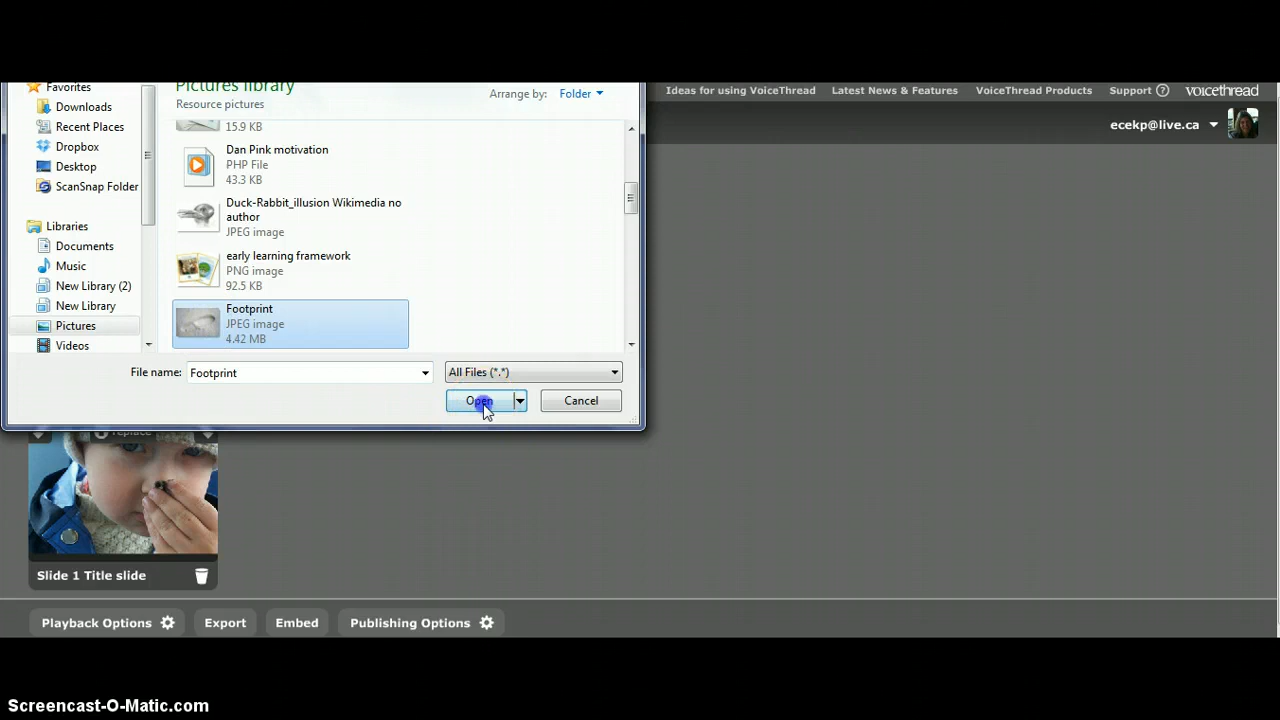 Favorites
Downloads
Recent Places
Dropbox
Desktop
ScanSnap Folder
Libraries
Documents
Music
New Library (2)
New Library
Pictures
Videos
Pictures library
Resource pictures
Arrange by: Folder
15.9 KB
Dan Pink motivation
PHP File
43.3 KB
Duck-Rabbit_illusion Wikimedia no
author
JPEG image
early learning framework
PNG image
92.5 KB
Footprint
JPEG image
4.42 MB
File name: Footprint
All Files (*.*)
Open
Cancel
Ideas for using VoiceThread Latest News & Features VoiceThread Products Support ? voicethread
ecekp@live.ca
replace
Slide 1 Title slide
Playback Options Export Embed Publishing Options
Screencast-O-Matic.com